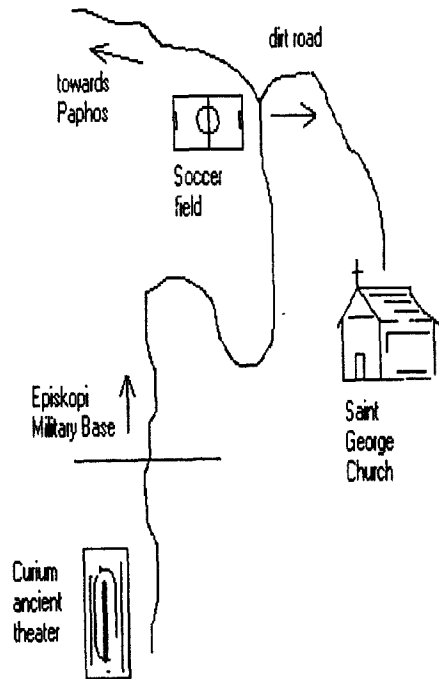 dirt road
towards
Paphos
Soccer
field
Episkopi
Military Base
Saint
George
Church
Curium
ancient
theater